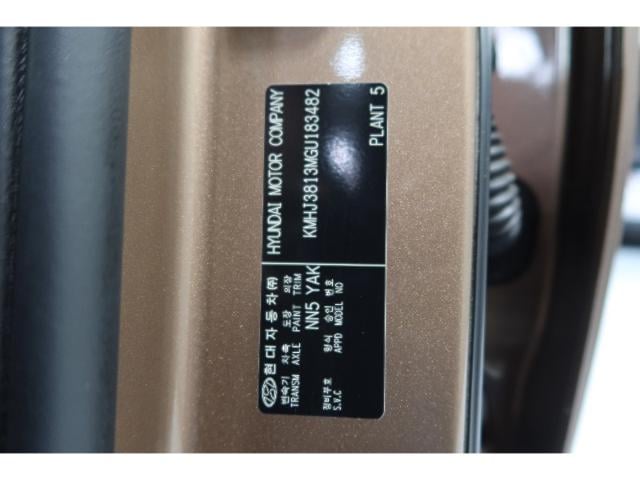 현대자동차(주) HYUNDAI MOTOR COMPANY
변속기 차축 도장 외장
TRANSM AXLE PAINT TRIM
NN5 YAK KMHJ3813MGU183482
형식 승인 번호
APPD MODEL NO
정비부호
S.V.C
PLANT 5